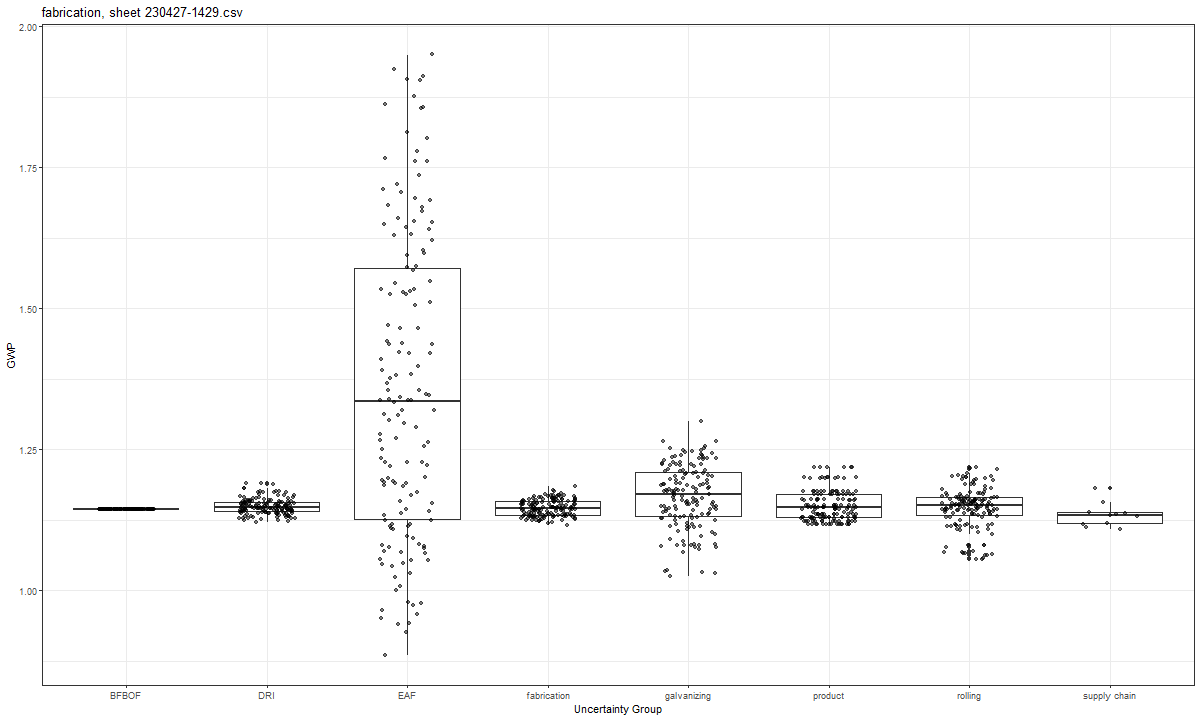 fabrication, sheet 230427-1429.csv
2.00
1.75
1.50
1.25
1.00
GWP
BFBOF DRI EAF fabrication galvanizing product rolling supply chain
Uncertainty Group